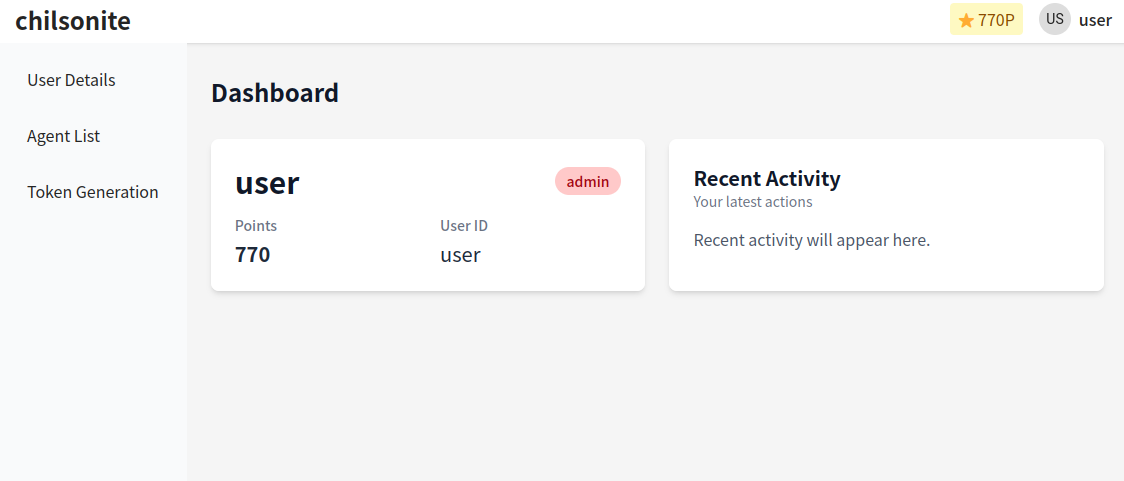 chilsonite
770P
US
user
User Details
Agent List
Token Generation
Dashboard
user
admin
Points
User ID
770
user
Recent Activity
Your latest actions
Recent activity will appear here.